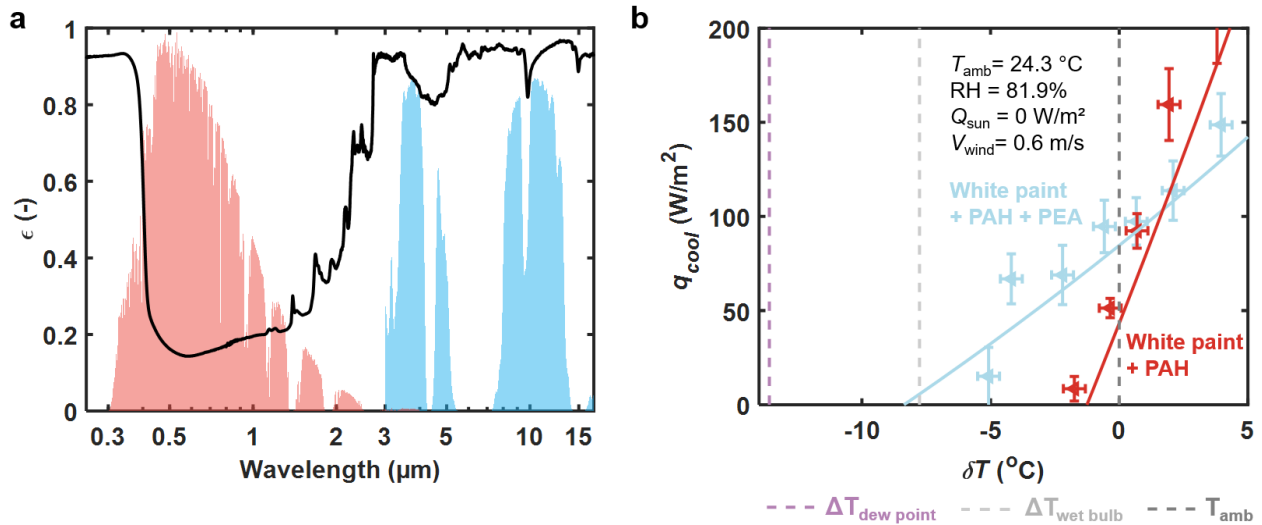 a
1
0.8
0.6
0.4
0.2
0
ϵ (-)
0.3 0.5 1 2 3 5 10 15
Wavelength (µm)
b
200
150
100
50
0
q_cool (W/m²)
T_amb= 24.3 °C
RH = 81.9%
Q_sun = 0 W/m²
V_wind= 0.6 m/s
White paint
+ PAH + PEA
White paint
+ PAH
-10 -5 0 5
δT (°C)
ΔT_dew point ΔT_wet bulb T_amb